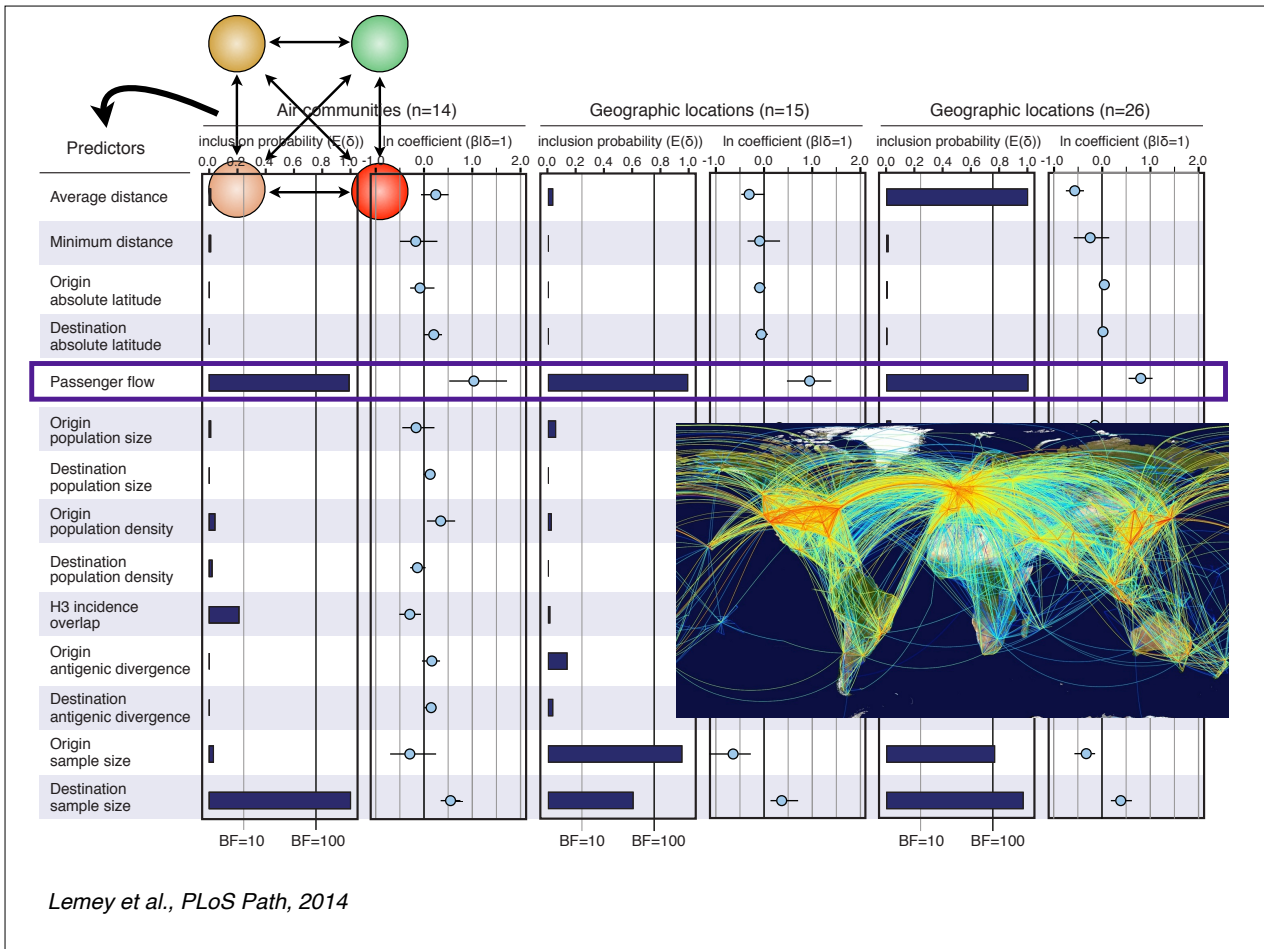 Air communities (n=14)
Geographic locations (n=15)
Geographic locations (n=26)
Predictors
inclusion probability (E(δ))
ln coefficient (β|δ=1)
inclusion probability (E(δ))
ln coefficient (β|δ=1)
inclusion probability (E(δ))
ln coefficient (β|δ=1)
0.0 0.2 0.4 0.6 0.8 1.0
-1.0 0.0 1.0 2.0
0.0 0.2 0.4 0.6 0.8 1.0
-1.0 0.0 1.0 2.0
0.0 0.2 0.4 0.6 0.8 1.0
-1.0 0.0 1.0 2.0
Average distance
Minimum distance
Origin
absolute latitude
Destination
absolute latitude
Passenger flow
Origin
population size
Destination
population size
Origin
population density
Destination
population density
H3 incidence
overlap
Origin
antigenic divergence
Destination
antigenic divergence
Origin
sample size
Destination
sample size
BF=10 BF=100
BF=10 BF=100
BF=10 BF=100
Lemey et al., PLoS Path, 2014